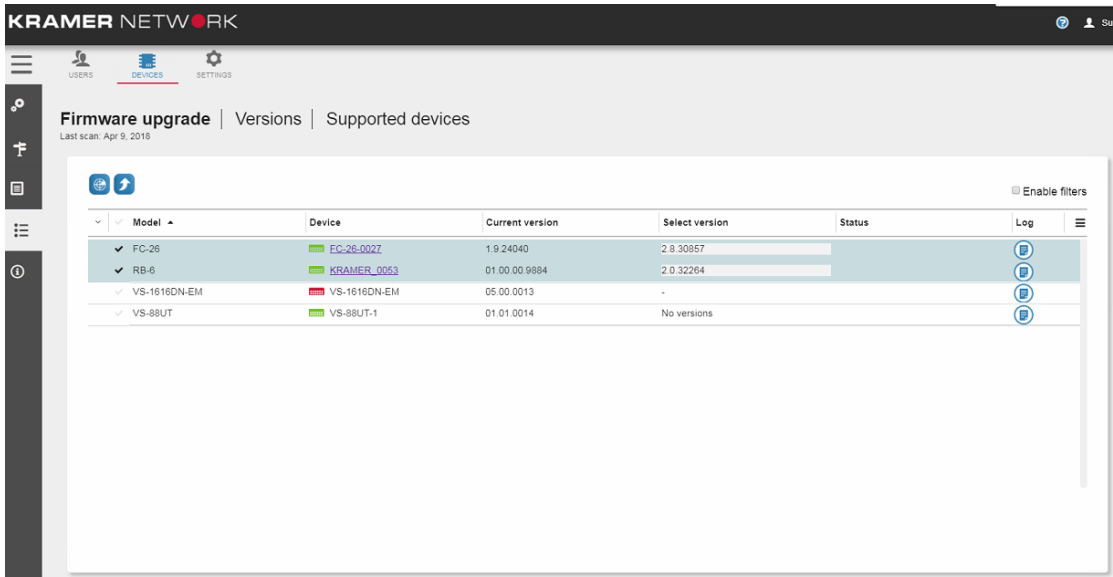 KRAMER NETWORK
Su
USERS DEVICES SETTINGS
Firmware upgrade | Versions | Supported devices
Last scan: Apr 9, 2018
Enable filters
Model Device Current version Select version Status Log
FC-26 FC-26-0027 1.9.24040 2.8.30857
RB-6 KRAMER_0053 01.00.00.9884 2.0.32264
VS-1616DN-EM VS-1616DN-EM 05.00.0013 -
VS-88UT VS-88UT-1 01.01.0014 No versions